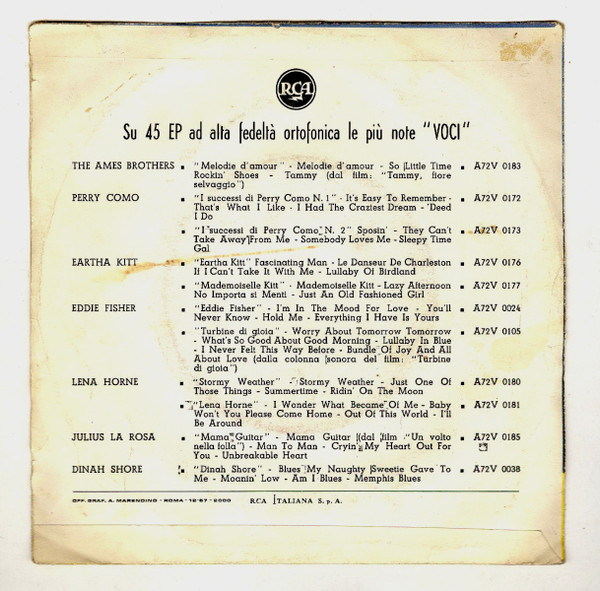 RCA
Su 45 EP ad alta fedeltà ortofonica le più note "VOCI"
THE AMES BROTHERS ▪ "Melodie d'amour" - Melodie d'amour - So Little Time ▪ A72V 0183
Rockin' Shoes - Tammy (dal film: "Tammy, fiore
selvaggio")
PERRY COMO ▪ "I successi di Perry Como N. 1" - It's Easy To Remember - ▪ A72V 0172
That's What I Like - I Had The Craziest Dream - 'Deed
I Do
▪ "I successi di Perry Como N. 2" Sposin' - They Can't ▪ A72V 0173
Take Away From Me - Somebody Loves Me - Sleepy Time
Gal
EARTHA KITT ▪ "Eartha Kitt" Fascinating Man - Le Danseur De Charleston ▪ A72V 0176
If I Can't Take It With Me - Lullaby Of Birdland
▪ "Mademoiselle Kitt" - Mademoiselle Kitt - Lazy Afternoon ▪ A72V 0177
No Importa si Menti - Just An Old Fashioned Girl
EDDIE FISHER ▪ "Eddie Fisher" - I'm In The Mood For Love - You'll ▪ A72V 0024
Never Know - Hold Me - Everything I Have Is Yours
▪ "Turbine di gioia" - Worry About Tomorrow Tomorrow ▪ A72V 0105
- What's So Good About Good Morning - Lullaby In Blue
- I Never Felt This Way Before - Bundle Of Joy And All
About Love (dalla colonna sonora del film: "Turbine
di gioia")
LENA HORNE ▪ "Stormy Weather" - Stormy Weather - Just One Of ▪ A72V 0180
Those Things - Summertime - Ridin' On The Moon
▪ "Lena Horne" - I Wonder What Became Of Me - Baby ▪ A72V 0181
Won't You Please Come Home - Out Of This World - I'll
Be Around
JULIUS LA ROSA ▪ "Mama Guitar" - Mama Guitar (dal film "Un volto ▪ A72V 0185
nella folla") - Man To Man - Cryin' My Heart Out For
You - Unbreakable Heart
DINAH SHORE ▪ "Dinah Shore" - Blues My Naughty Sweetie Gave To ▪ A72V 0038
Me - Moanin' Low - Am I Blues - Memphis Blues
OFF. GRAF. A. MARENDINO - ROMA - 12-57 - 2000 RCA ITALIANA S. p. A.